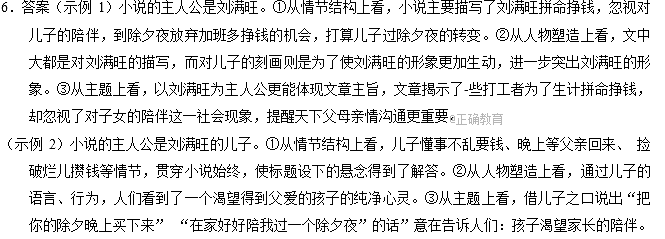 6．答案（示例 1）小说的主人公是刘满旺。①从情节结构上看，小说主要描写了刘满旺拼命挣钱，忽视对
儿子的陪伴，到除夕夜放弃加班多挣钱的机会，打算儿子过除夕夜的转变。②从人物塑造上看，文中
大都是对刘满旺的描写，而对儿子的刻画则是为了使刘满旺的形象更加生动，进一步突出刘满旺的形
象。③从主题上看，以刘满旺为主人公更能体现文章主旨，文章揭示了-些打工者为了生计拼命挣钱，
却忽视了对子女的陪伴这一社会现象，提醒天下父母亲情沟通更重要。正确教育
（示例 2）小说的主人公是刘满旺的儿子。①从情节结构上看，儿子懂事不乱要钱、晚上等父亲回来、 捡
破烂儿攒钱等情节，贯穿小说始终，使标题设下的悬念得到了解答。②从人物塑造上看，通过儿子的
语言、行为，人们看到了一个渴望得到父爱的孩子的纯净心灵。③从主题上看，借儿子之口说出“把
你的除夕晚上买下来” “在家好好陪我过一个除夕夜”的话”意在告诉人们：孩子渴望家长的陪伴。